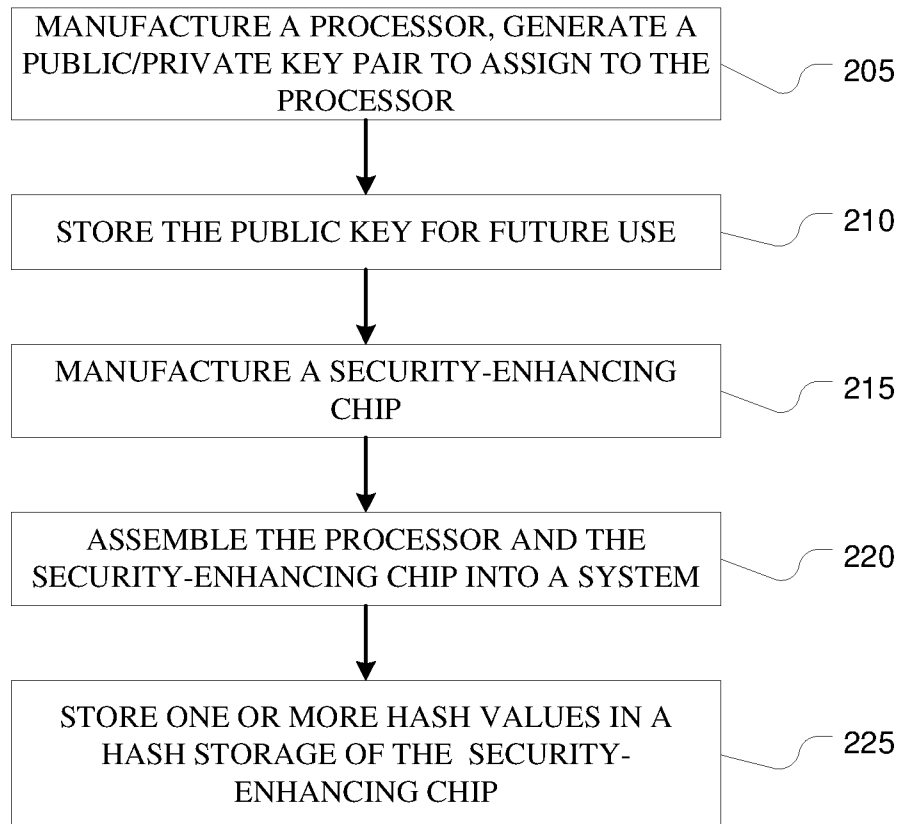 MANUFACTURE A PROCESSOR, GENERATE A
PUBLIC/PRIVATE KEY PAIR TO ASSIGN TO THE
PROCESSOR
205
STORE THE PUBLIC KEY FOR FUTURE USE
210
MANUFACTURE A SECURITY-ENHANCING
CHIP
215
ASSEMBLE THE PROCESSOR AND THE
SECURITY-ENHANCING CHIP INTO A SYSTEM
220
STORE ONE OR MORE HASH VALUES IN A
HASH STORAGE OF THE SECURITY-
ENHANCING CHIP
225